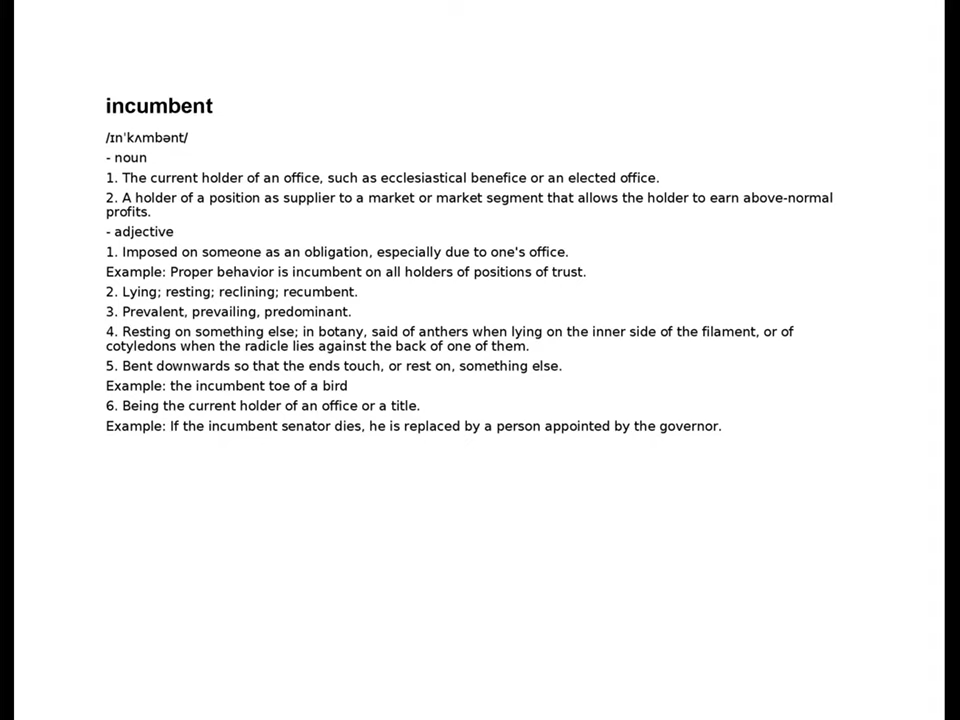 incumbent
/ɪnˈkʌmbənt/
- noun
1. The current holder of an office, such as ecclesiastical benefice or an elected office.
2. A holder of a position as supplier to a market or market segment that allows the holder to earn above-normal
profits.
- adjective
1. Imposed on someone as an obligation, especially due to one's office.
Example: Proper behavior is incumbent on all holders of positions of trust.
2. Lying; resting; reclining; recumbent.
3. Prevalent, prevailing, predominant.
4. Resting on something else; in botany, said of anthers when lying on the inner side of the filament, or of
cotyledons when the radicle lies against the back of one of them.
5. Bent downwards so that the ends touch, or rest on, something else.
Example: the incumbent toe of a bird
6. Being the current holder of an office or a title.
Example: If the incumbent senator dies, he is replaced by a person appointed by the governor.